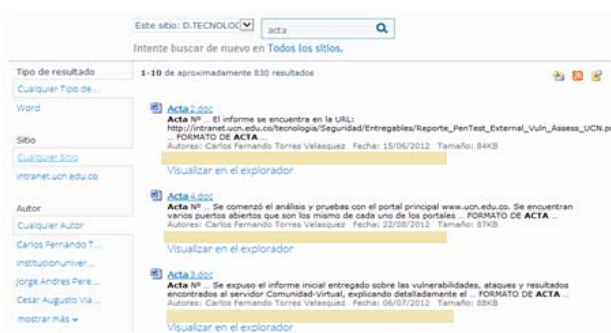 Este sitio: D.TECNOLOG
acta
Intente buscar de nuevo en Todos los sitios.
Tipo de resultado
Cualquier Tipo de ...
Word
Sitio
Cualquier Sitio
intranet.ucn.edu.co
Autor
Cualquier Autor
Carlos Fernando T...
institucionuniver...
Jorge Andres Pere...
Cesar Augusto Vía...
mostrar más
1-10 de aproximadamente 830 resultados
Acta 2.doc
Acta Nº ... El informe se encuentra en la URL:
http://intranet.ucn.edu.co/tecnologia/Seguridad/Entregables/Reporte_PenTest_External_Vuln_Assess_UCN.p
... FORMATO DE ACTA ...
Autores: Carlos Fernando Torres Velasquez Fecha: 15/06/2012 Tamaño: 84KB
Visualizar en el explorador
Acta 4.doc
Acta Nº ... Se comenzó el análisis y pruebas con el portal principal www.ucn.edu.co. Se encuentran
varios puertos abiertos que son los mismo de cada uno de los portales ... FORMATO DE ACTA ...
Autores: Carlos Fernando Torres Velasquez Fecha: 22/08/2012 Tamaño: 87KB
Visualizar en el explorador
Acta 3.doc
Acta Nº ... Se expuso el informe inicial entregado sobre las vulnerabilidades, ataques y resultados
encontrados al servidor Comunidad-Virtual, explicando detalladamente el ... FORMATO DE ACTA ...
Autores: Carlos Fernando Torres Velasquez Fecha: 06/07/2012 Tamaño: 88KB
Visualizar en el explorador